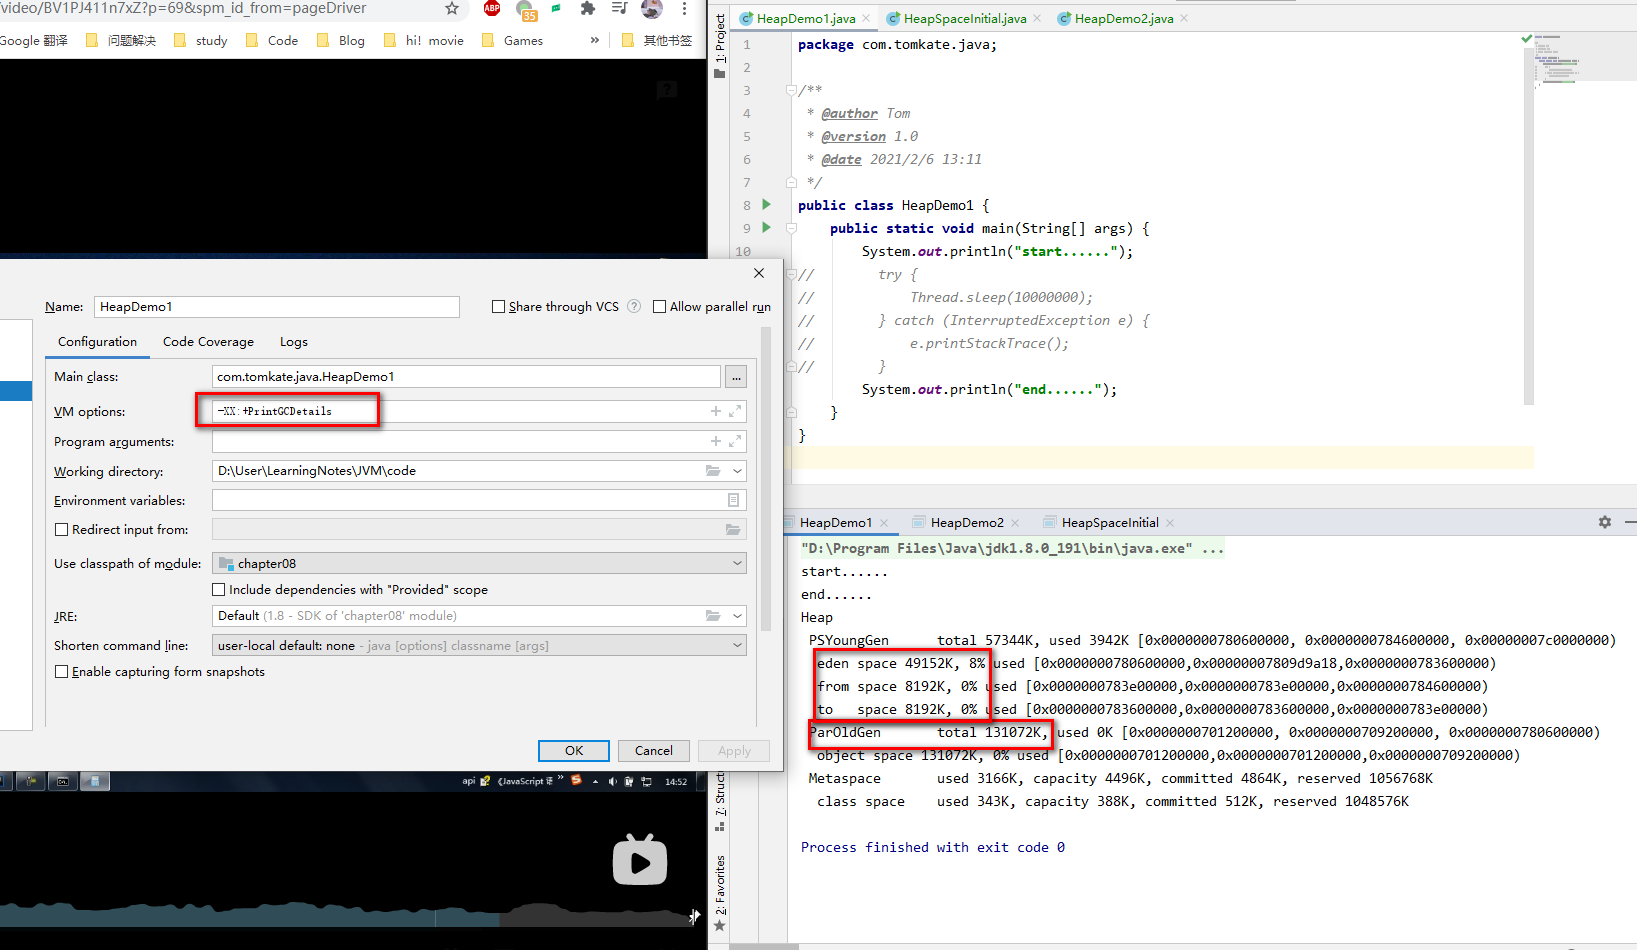 /video/BV1PJ411n7xZ?p=69&spm_id_from=pageDriver
ABP
35
Google 翻译
问题解决
study
Code
Blog
hi! movie
Games
»
其他书签
Name: HeapDemo1
Share through VCS
Allow parallel run
Configuration
Code Coverage
Logs
Main class: com.tomkate.java.HeapDemo1 ...
VM options: -XX:+PrintGCDetails
Program arguments:
Working directory: D:\User\LearningNotes\JVM\code
Environment variables:
Redirect input from:
Use classpath of module: chapter08
Include dependencies with "Provided" scope
JRE: Default (1.8 - SDK of 'chapter08' module)
Shorten command line: user-local default: none - java [options] classname [args]
Enable capturing form snapshots
OK
Cancel
Apply
api
《JavaScript 语
»
14:52
1: Project
7: Struct
2: Favorites
HeapDemo1.java
HeapSpaceInitial.java
HeapDemo2.java
1 package com.tomkate.java;
2
3 /**
4 * @author Tom
5 * @version 1.0
6 * @date 2021/2/6 13:11
7 */
8 public class HeapDemo1 {
9 public static void main(String[] args) {
10 System.out.println("start......");
// try {
// Thread.sleep(10000000);
// } catch (InterruptedException e) {
// e.printStackTrace();
// }
System.out.println("end......");
}
}
HeapDemo1
HeapDemo2
HeapSpaceInitial
"D:\Program Files\Java\jdk1.8.0_191\bin\java.exe" ...
start......
end......
Heap
PSYoungGen total 57344K, used 3942K [0x0000000780600000, 0x0000000784600000, 0x00000007c0000000)
eden space 49152K, 8% used [0x0000000780600000,0x00000007809d9a18,0x0000000783600000)
from space 8192K, 0% used [0x0000000783e00000,0x0000000783e00000,0x0000000784600000)
to space 8192K, 0% used [0x0000000783600000,0x0000000783600000,0x0000000783e00000)
ParOldGen total 131072K, used 0K [0x0000000701200000, 0x0000000709200000, 0x0000000780600000)
object space 131072K, 0% used [0x0000000701200000,0x0000000701200000,0x0000000709200000)
Metaspace used 3166K, capacity 4496K, committed 4864K, reserved 1056768K
class space used 343K, capacity 388K, committed 512K, reserved 1048576K
Process finished with exit code 0